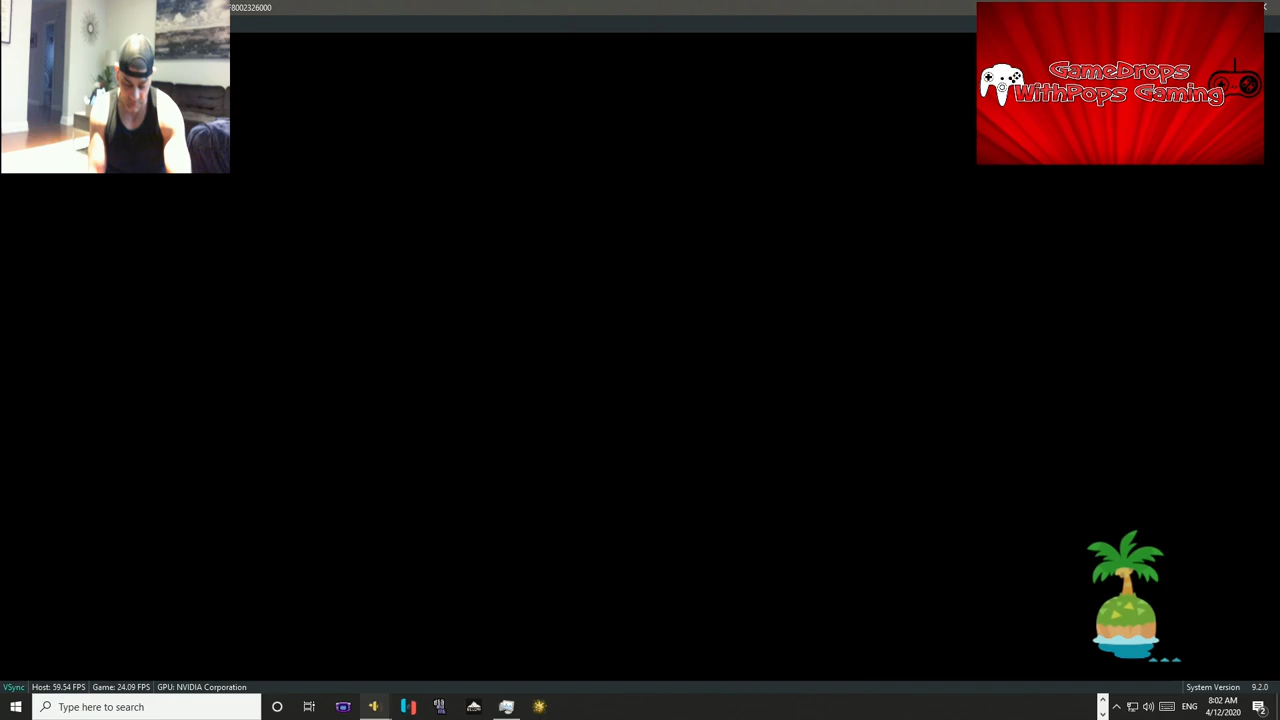 8002326000
GameDrops
WithPops Gaming
VSync Host: 59.54 FPS Game: 24.09 FPS GPU: NVIDIA Corporation
System Version 9.2.0
Type here to search
ENG
8:02 AM
4/12/2020
2